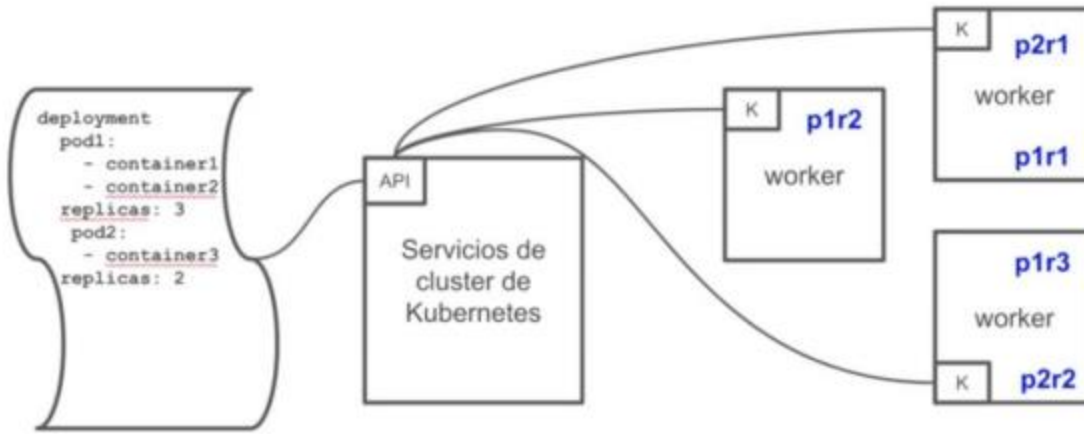 deployment
pod1:
- container1
- container2
replicas: 3
pod2:
- container3
replicas: 2
API
Servicios de
cluster de
Kubernetes
K
p1r2
worker
K
p2r1
worker
p1r1
p1r3
worker
K
p2r2